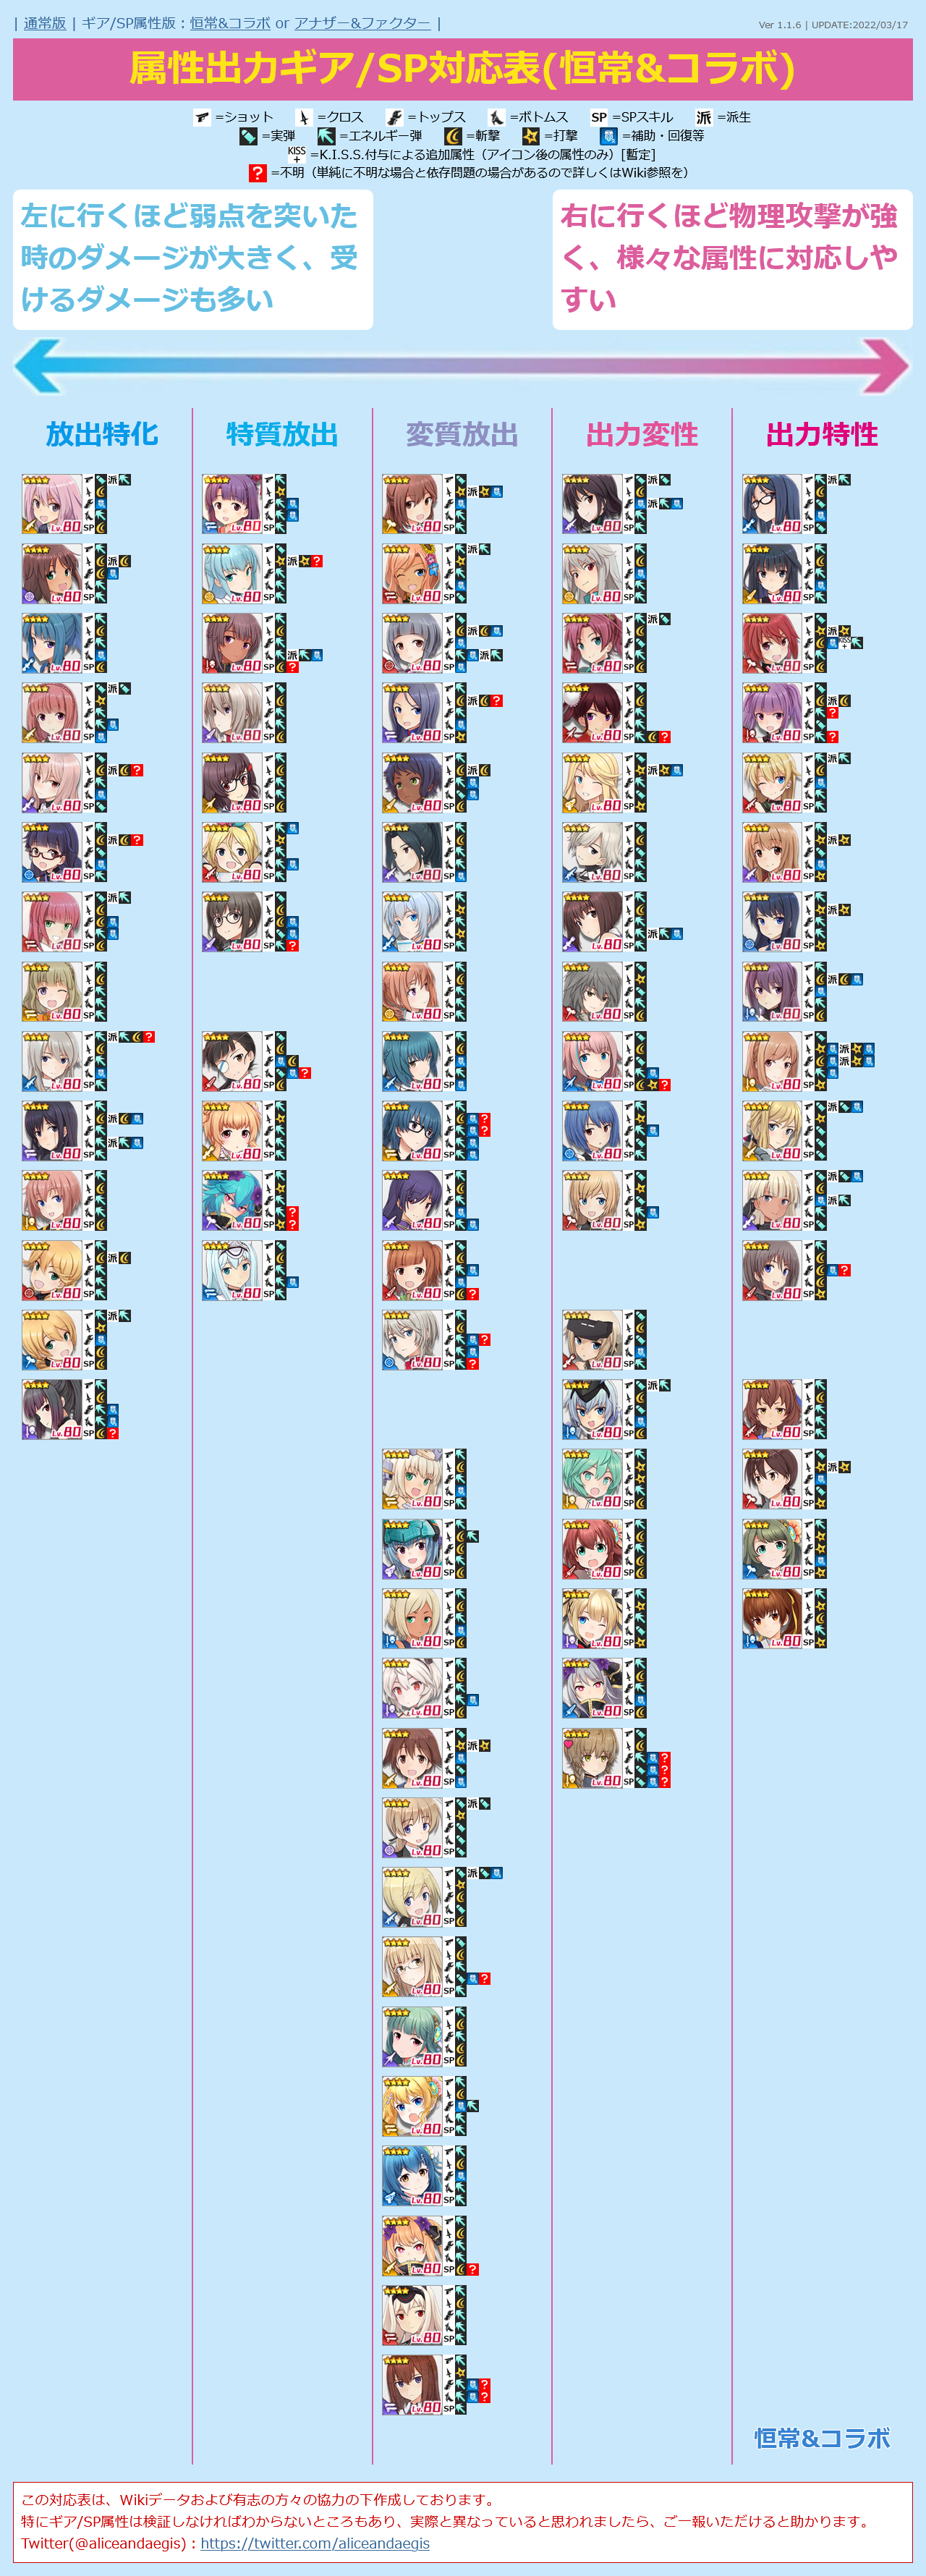 | 通常版 | ギア/SP属性版：恒常&コラボ or アナザー&ファクター |
Ver 1.1.6 | UPDATE:2022/03/17
属性出力ギア/SP対応表(恒常&コラボ)
=ショット =クロス =トップス =ボトムス SP =SPスキル 派 =派生
=実弾 =エネルギー弾 =斬撃 =打撃 =補助・回復等
KISS + =K.I.S.S.付与による追加属性（アイコン後の属性のみ）[暫定]
? =不明（単純に不明な場合と依存問題の場合があるので詳しくはWiki参照を）
左に行くほど弱点を突いた
時のダメージが大きく、受
けるダメージも多い
右に行くほど物理攻撃が強
く、様々な属性に対応しや
すい
放出特化 特質放出 変質放出 出力変性 出力特性
恒常&コラボ
この対応表は、Wikiデータおよび有志の方々の協力の下作成しております。
特にギア/SP属性は検証しなければわからないところもあり、実際と異なっていると思われましたら、ご一報いただけると助かります。
Twitter(@aliceandaegis)：https://twitter.com/aliceandaegis